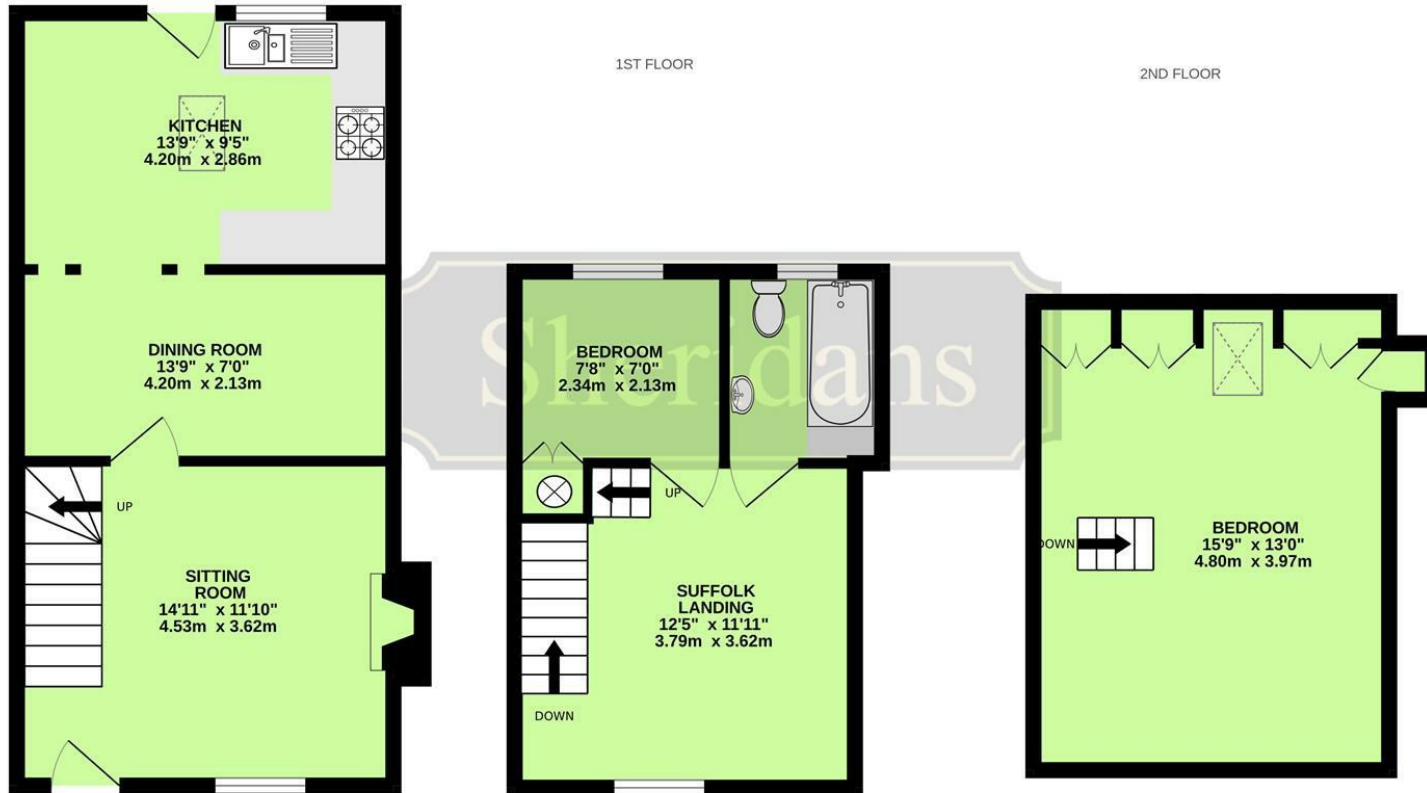 KITCHEN
13'9" x 9'5"
4.20m x 2.86m
DINING ROOM
13'9" x 7'0"
4.20m x 2.13m
UP
SITTING
ROOM
14'11" x 11'10"
4.53m x 3.62m
1ST FLOOR
BEDROOM
7'8" x 7'0"
2.34m x 2.13m
UP
SUFFOLK
LANDING
12'5" x 11'11"
3.79m x 3.62m
DOWN
2ND FLOOR
BEDROOM
15'9" x 13'0"
4.80m x 3.97m
DOWN
Sheridans